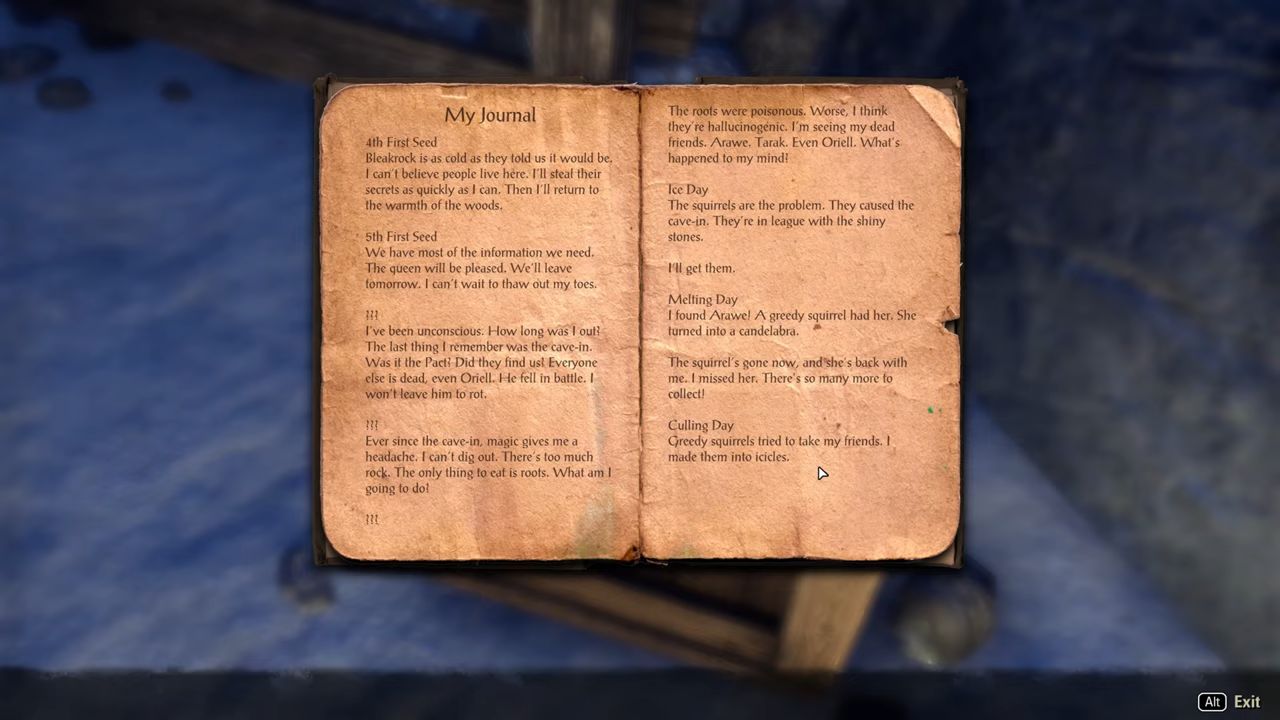 My Journal
4th First Seed
Bleakrock is as cold as they told us it would be.
I can't believe people live here. I'll steal their
secrets as quickly as I can. Then I'll return to
the warmth of the woods.
5th First Seed
We have most of the information we need.
The queen will be pleased. We'll leave
tomorrow. I can't wait to thaw out my toes.
???
I've been unconscious. How long was I out?
The last thing I remember was the cave-in.
Was it the Pact? Did they find us? Everyone
else is dead, even Oriell. He fell in battle. I
won't leave him to rot.
???
Ever since the cave-in, magic gives me a
headache. I can't dig out. There's too much
rock. The only thing to eat is roots. What am I
going to do?
???
The roots were poisonous. Worse, I think
they're hallucinogenic. I'm seeing my dead
friends. Arawe. Tarak. Even Oriell. What's
happened to my mind?
Ice Day
The squirrels are the problem. They caused the
cave-in. They're in league with the shiny
stones.
I'll get them.
Melting Day
I found Arawe! A greedy squirrel had her. She
turned into a candelabra.
The squirrel's gone now, and she's back with
me. I missed her. There's so many more to
collect!
Culling Day
Greedy squirrels tried to take my friends. I
made them into icicles.
Alt Exit